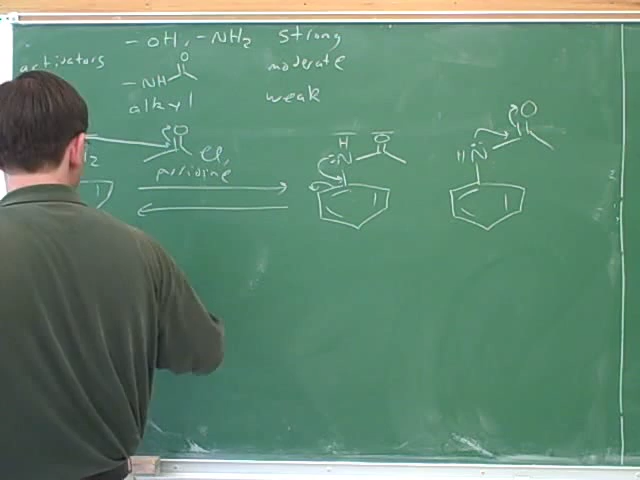 - OH, - NH2 strong
activators moderate
O
- NH
alkyl weak
O
O Cl,
pyridine
H O
N
O
H N